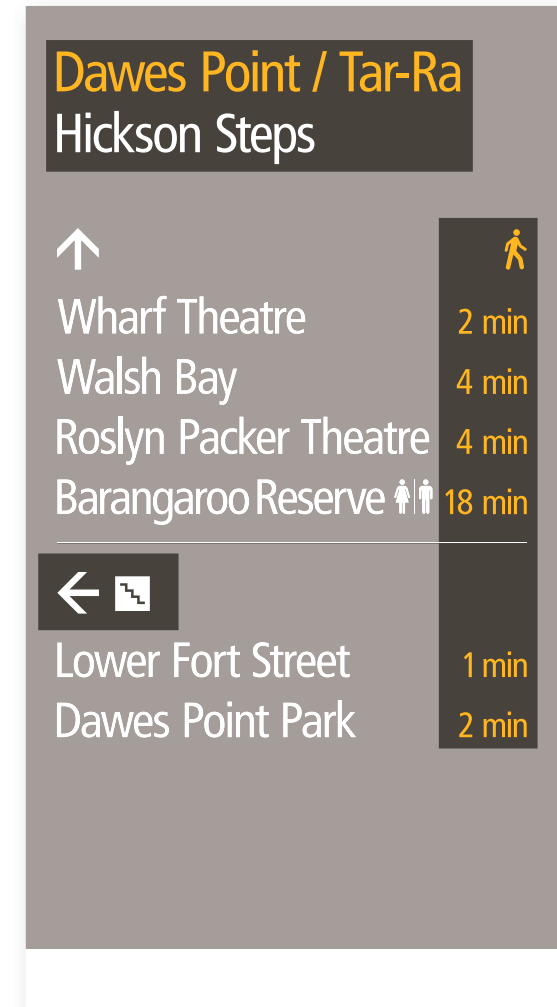 Dawes Point / Tar-Ra
Hickson Steps
Wharf Theatre 2 min
Walsh Bay 4 min
Roslyn Packer Theatre 4 min
Barangaroo Reserve 18 min
Lower Fort Street 1 min
Dawes Point Park 2 min